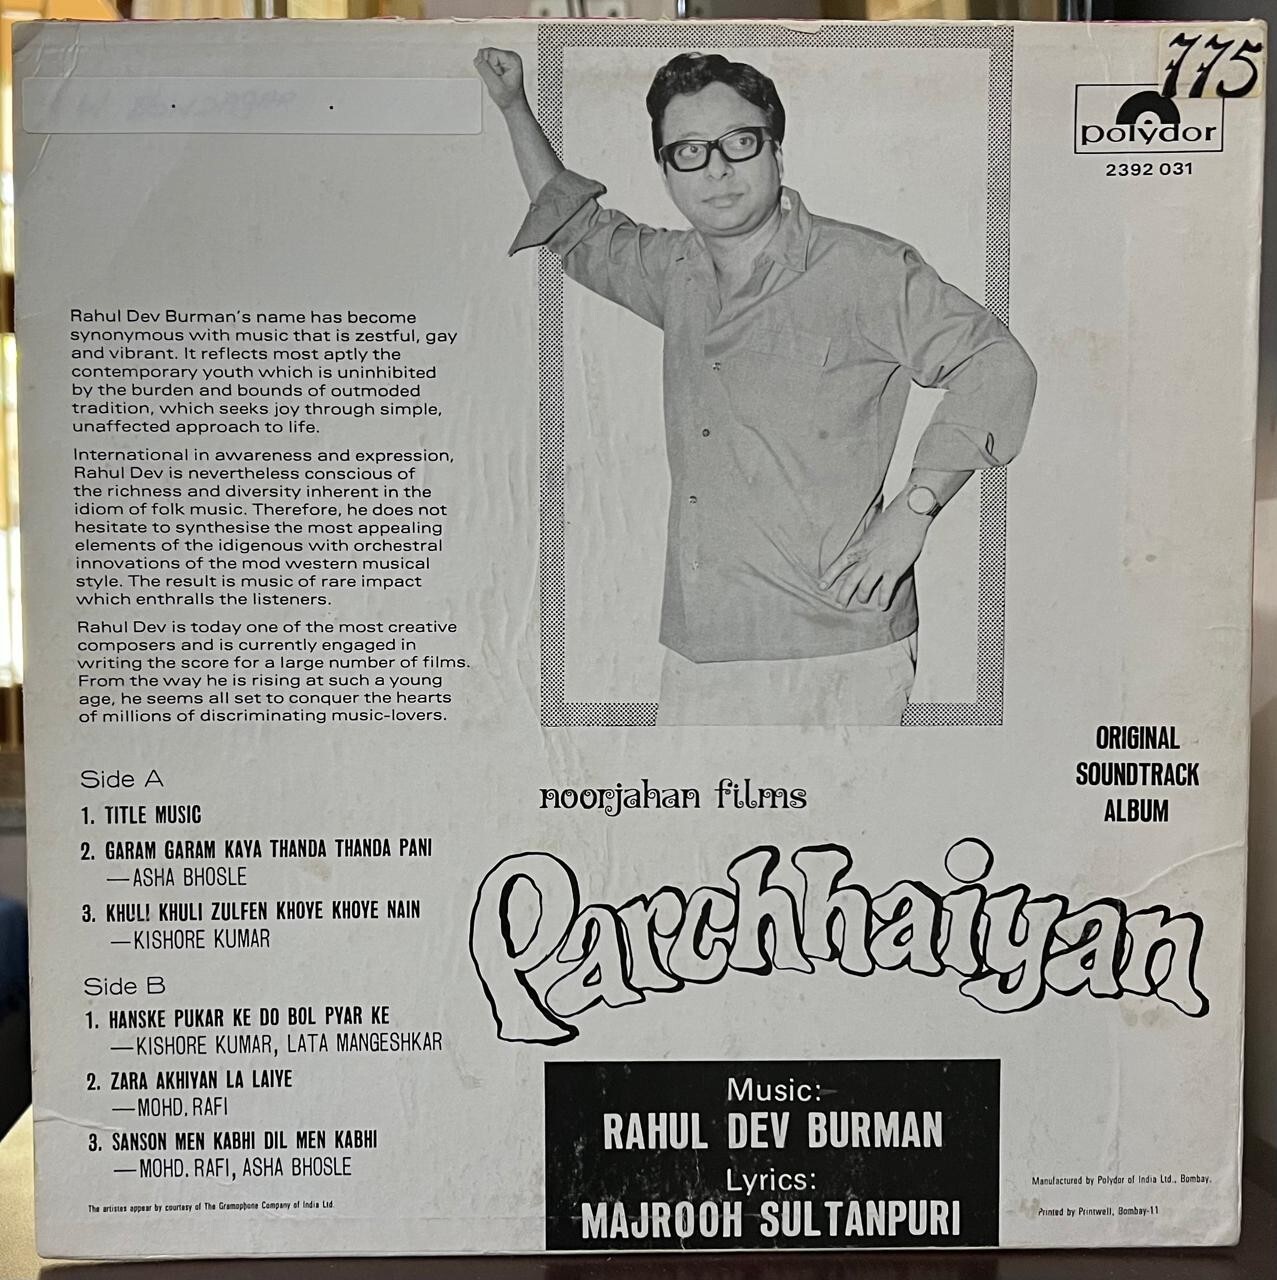 775
polydor
2392 031
Rahul Dev Burman's name has become
synonymous with music that is zestful, gay
and vibrant. It reflects most aptly the
contemporary youth which is uninhibited
by the burden and bounds of outmoded
tradition, which seeks joy through simple,
unaffected approach to life.
International in awareness and expression,
Rahul Dev is nevertheless conscious of
the richness and diversity inherent in the
idiom of folk music. Therefore, he does not
hesitate to synthesise the most appealing
elements of the idigenous with orchestral
innovations of the mod western musical
style. The result is music of rare impact
which enthralls the listeners.
Rahul Dev is today one of the most creative
composers and is currently engaged in
writing the score for a large number of films.
From the way he is rising at such a young
age, he seems all set to conquer the hearts
of millions of discriminating music-lovers.
Side A
1. TITLE MUSIC
2. GARAM GARAM KAYA THANDA THANDA PANI
—ASHA BHOSLE
3. KHULI KHULI ZULFEN KHOYE KHOYE NAIN
—KISHORE KUMAR
Side B
1. HANSKE PUKAR KE DO BOL PYAR KE
—KISHORE KUMAR, LATA MANGESHKAR
2. ZARA AKHIYAN LA LAIYE
—MOHD. RAFI
3. SANSON MEN KABHI DIL MEN KABHI
—MOHD. RAFI, ASHA BHOSLE
The artistes appear by courtesy of The Gramophone Company of India Ltd.
ORIGINAL
SOUNDTRACK
ALBUM
noorjahan films
Parchhaiyan
Music:
RAHUL DEV BURMAN
Lyrics:
MAJROOH SULTANPURI
Manufactured by Polydor of India Ltd., Bombay.
Printed by Printwell, Bombay-11